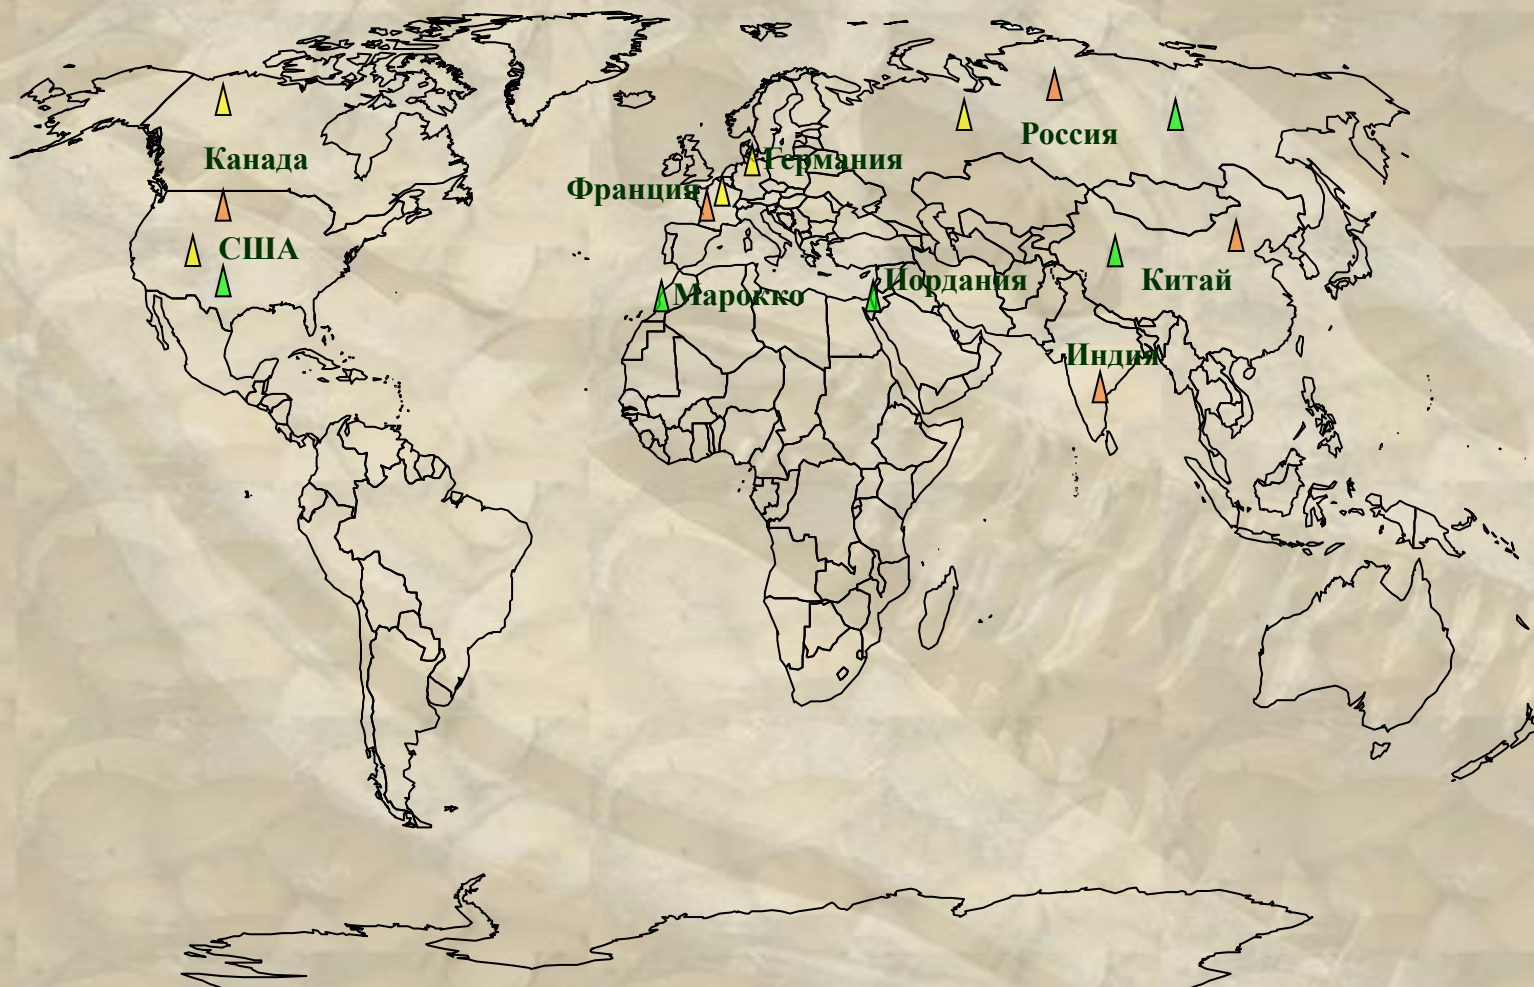 Россия
Канада
Германия
Франция
США
Иордания
Китай
Марокко
Индия